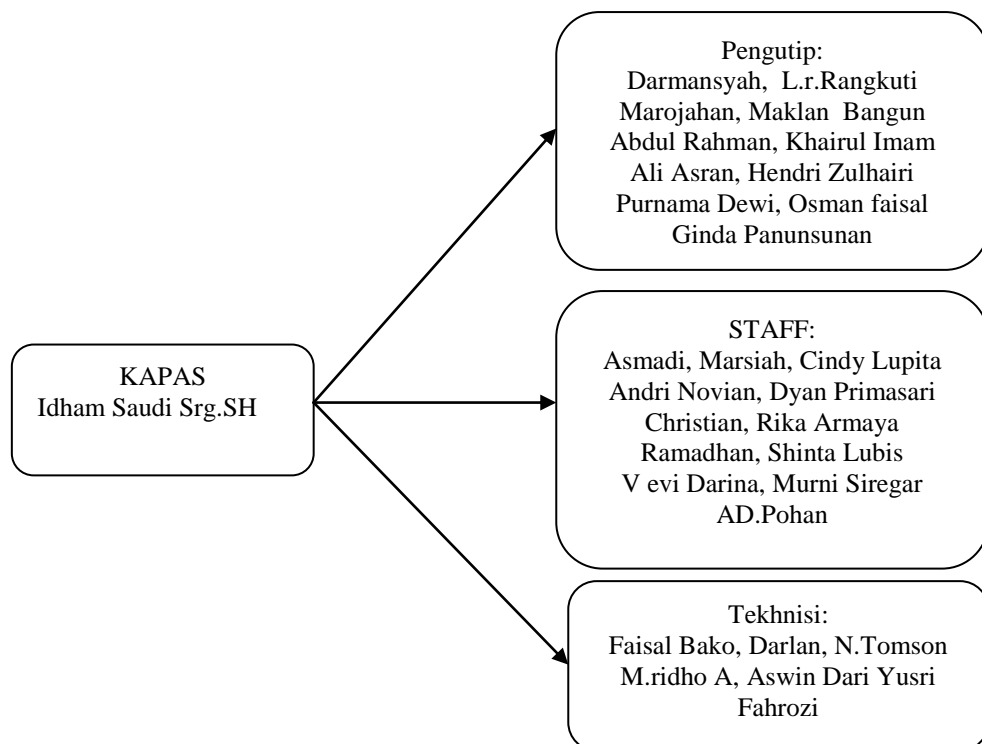 KAPAS
Idham Saudi Srg.SH
Pengutip:
Darmansyah, L.r.Rangkuti
Marojahan, Maklan Bangun
Abdul Rahman, Khairul Imam
Ali Asran, Hendri Zulhairi
Purnama Dewi, Osman faisal
Ginda Panunsunan
STAFF:
Asmadi, Marsiah, Cindy Lupita
Andri Novian, Dyan Primasari
Christian, Rika Armaya
Ramadhan, Shinta Lubis
V evi Darina, Murni Siregar
AD.Pohan
Tekhnisi:
Faisal Bako, Darlan, N.Tomson
M.ridho A, Aswin Dari Yusri
Fahrozi